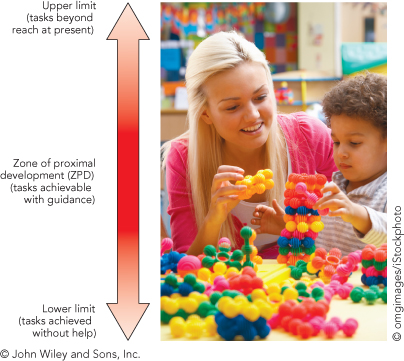 Upper limit
(tasks beyond
reach at present)
Zone of proximal
development (ZPD)
(tasks achievable
with guidance)
Lower limit
(tasks achieved
without help)
© John Wiley and Sons, Inc.
© omgimages/iStockphoto